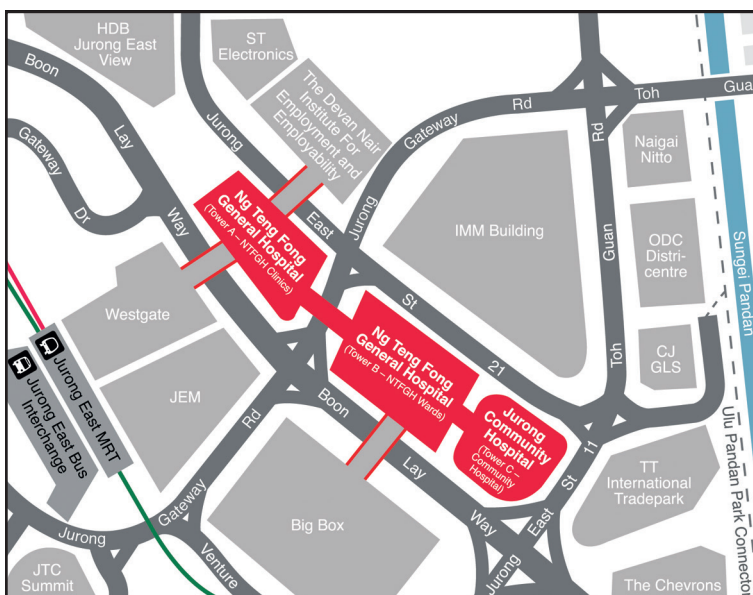 HDB
Jurong East
View
ST
Electronics
The Devan Nair
Institute For
Employment and
Employability
Boon
Lay
Way
Gateway
Dr
Jurong
East
St
21
Jurong
Gateway
Rd
Toh
Guan
Rd
Guan
Toh
Naigai
Nitto
ODC
Distri-
centre
CJ
GLS
Sungei Pandan
Ulu Pandan Park Connector
IMM Building
Ng Teng Fong
General Hospital
(Tower A – NTFGH Clinics)
Ng Teng Fong
General Hospital
(Tower B – NTFGH Wards)
Jurong
Community
Hospital
(Tower C –
Community
Hospital)
Westgate
JEM
Jurong East MRT
Jurong East Bus
Interchange
Boon
Lay
Way
Jurong
East
St
11
TT
International
Tradepark
The Chevrons
Big Box
Jurong
Gateway
Rd
Venture
JTC
Summit